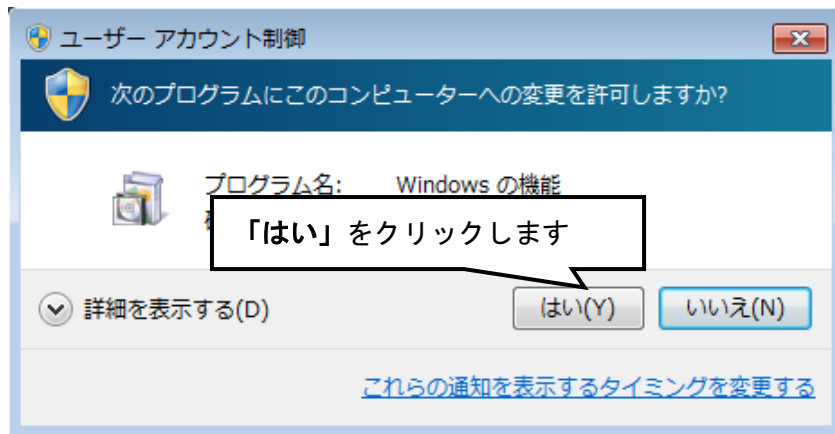 ユーザー アカウント制御
次のプログラムにこのコンピューターへの変更を許可しますか?
プログラム名: Windows の機能
「はい」をクリックします
詳細を表示する(D) はい(Y) いいえ(N)
これらの通知を表示するタイミングを変更する